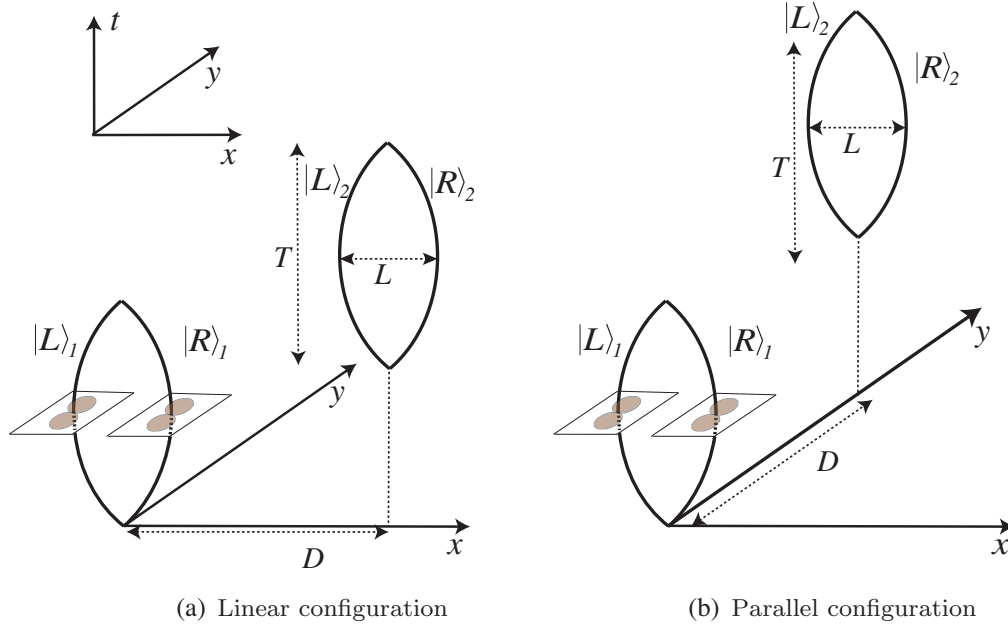 t
y
x
|L⟩₂
|R⟩₂
T
L
|L⟩₁
|R⟩₁
y
x
D
(a) Linear configuration
|L⟩₂
|R⟩₂
L
T
|L⟩₁
|R⟩₁
y
D
x
(b) Parallel configuration